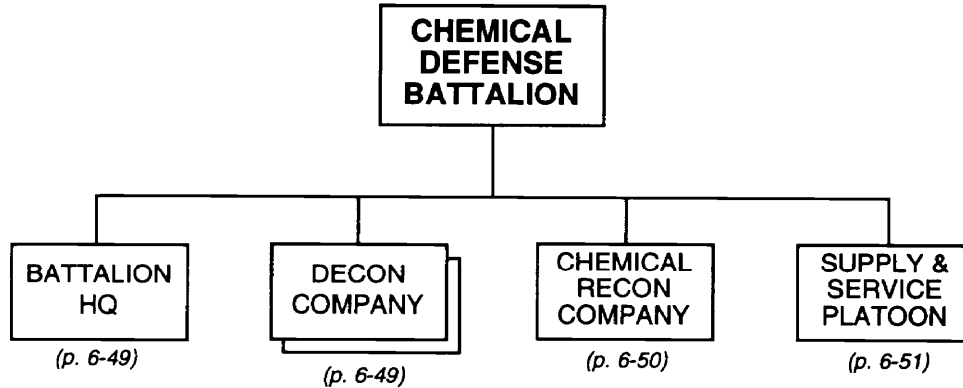 CHEMICAL
DEFENSE
BATTALION
BATTALION
HQ
(p. 6-49)
DECON
COMPANY
(p. 6-49)
CHEMICAL
RECON
COMPANY
(p. 6-50)
SUPPLY &
SERVICE
PLATOON
(p. 6-51)